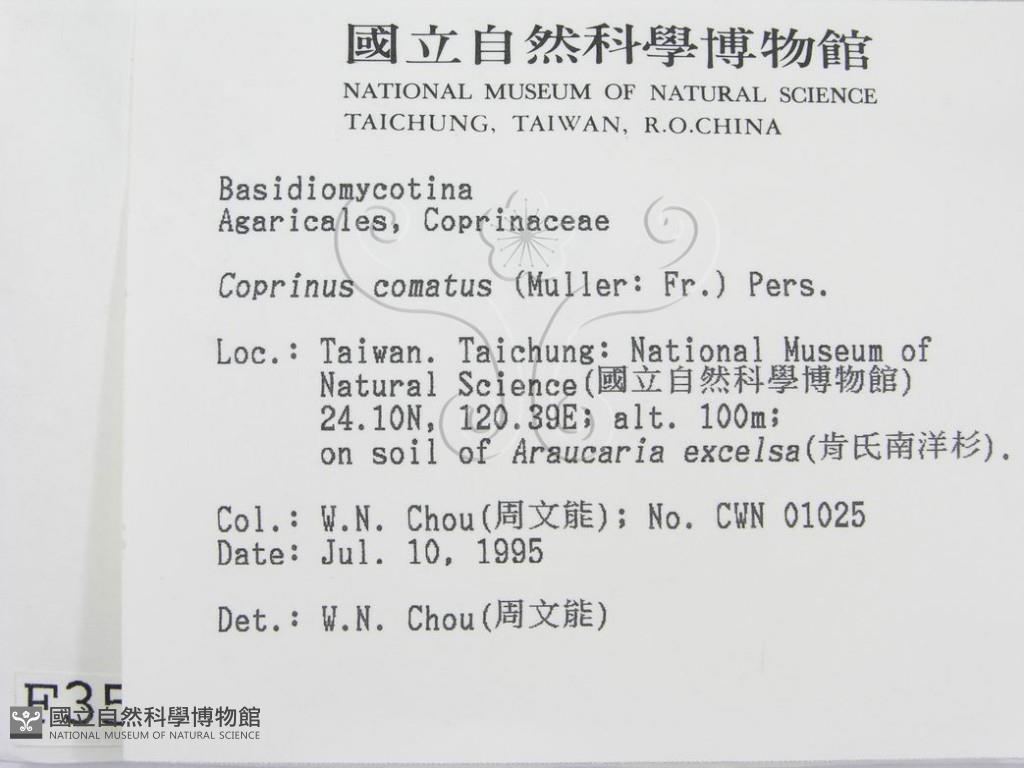 國立自然科學博物館
NATIONAL MUSEUM OF NATURAL SCIENCE
TAICHUNG, TAIWAN, R.O.CHINA
Basidiomycotina
Agaricales, Coprinaceae
Coprinus comatus (Muller: Fr.) Pers.
Loc.: Taiwan. Taichung: National Museum of
Natural Science(國立自然科學博物館)
24.10N, 120.39E; alt. 100m;
on soil of Araucaria excelsa(肯氏南洋杉).
Col.: W.N. Chou(周文能); No. CWN 01025
Date: Jul. 10, 1995
Det.: W.N. Chou(周文能)
F35
國立自然科學博物館
NATIONAL MUSEUM OF NATURAL SCIENCE